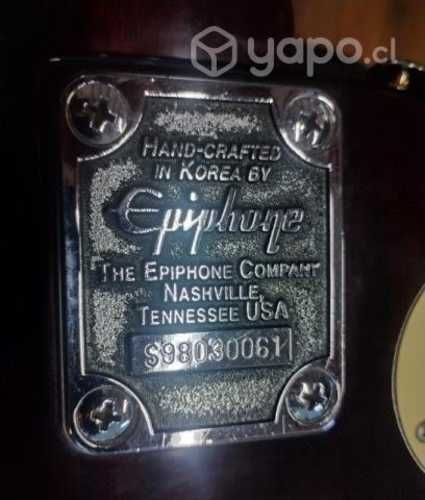 yapo.cl
HAND-CRAFTED
IN KOREA BY
Epiphone
THE EPIPHONE COMPANY
NASHVILLE,
TENNESSEE USA
S98030061